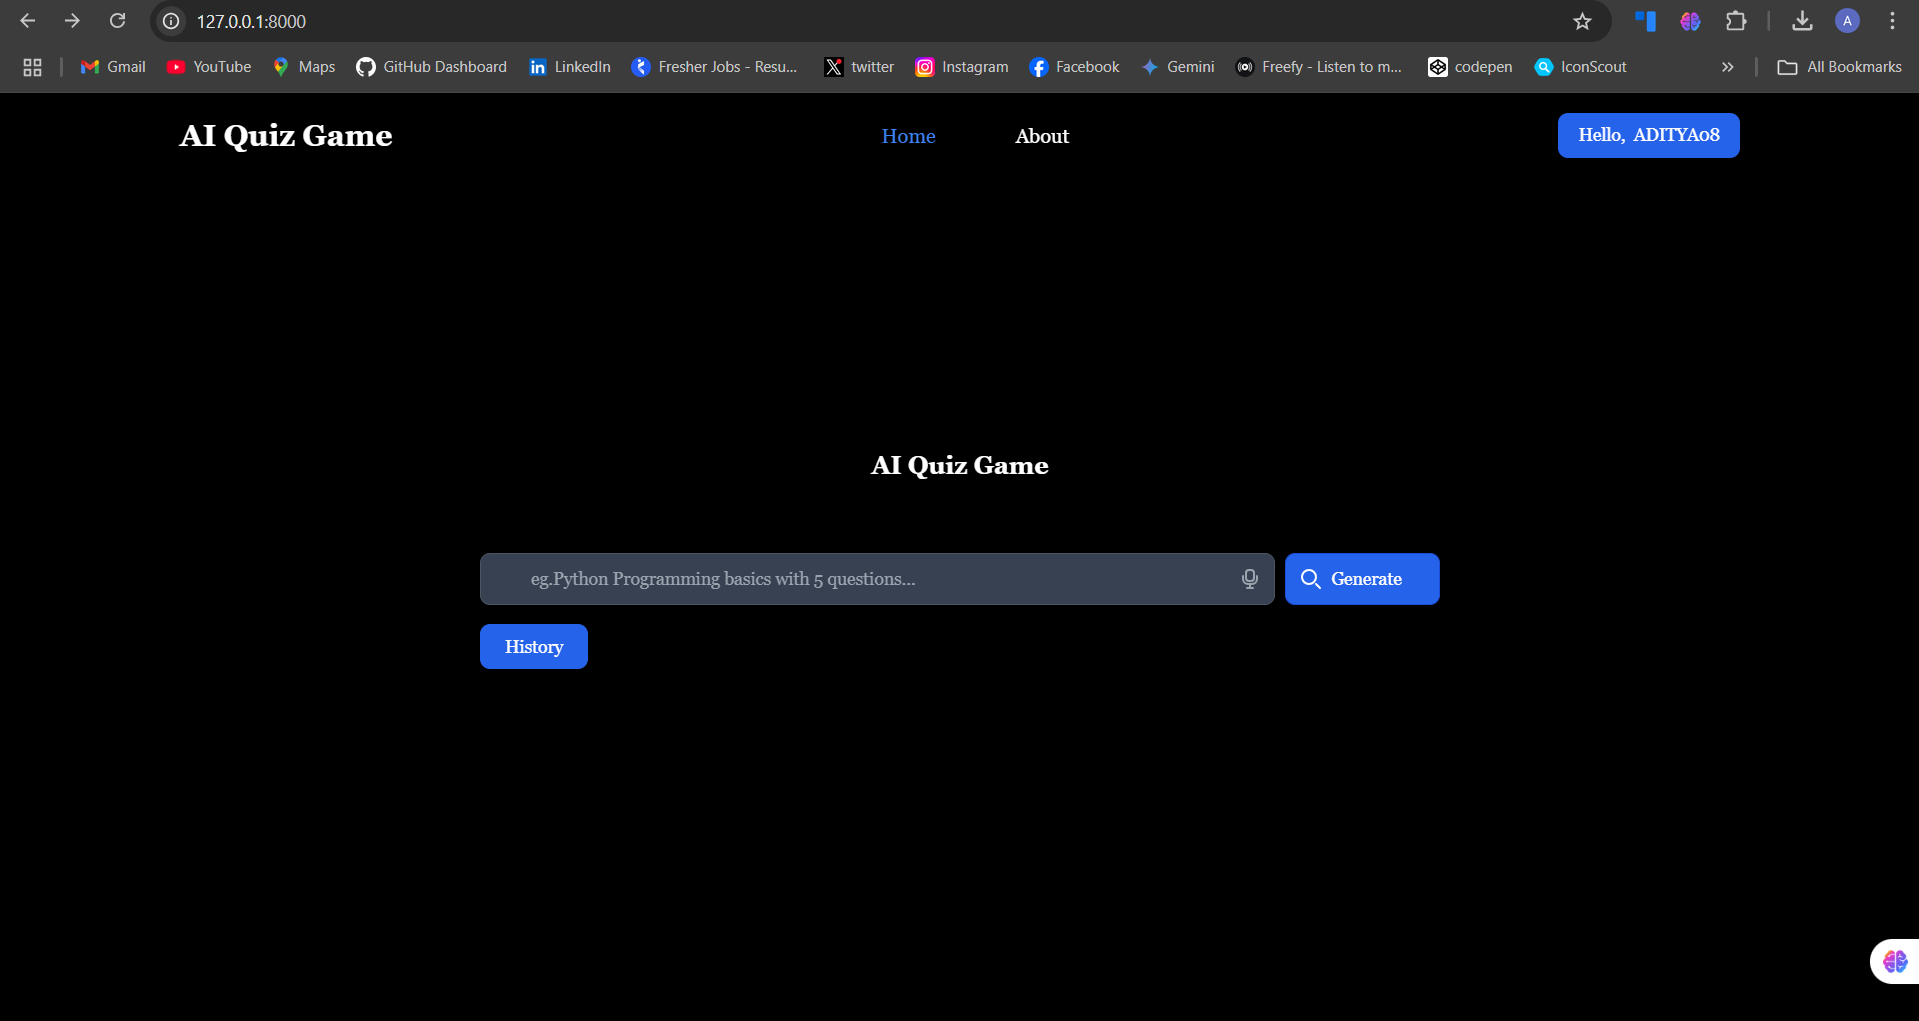 127.0.0.1:8000
A
Gmail YouTube Maps GitHub Dashboard LinkedIn Fresher Jobs - Resu... twitter Instagram Facebook Gemini Freefy - Listen to m... codepen IconScout » All Bookmarks
AI Quiz Game Home About Hello, ADITYA08
AI Quiz Game
eg.Python Programming basics with 5 questions... Generate
History